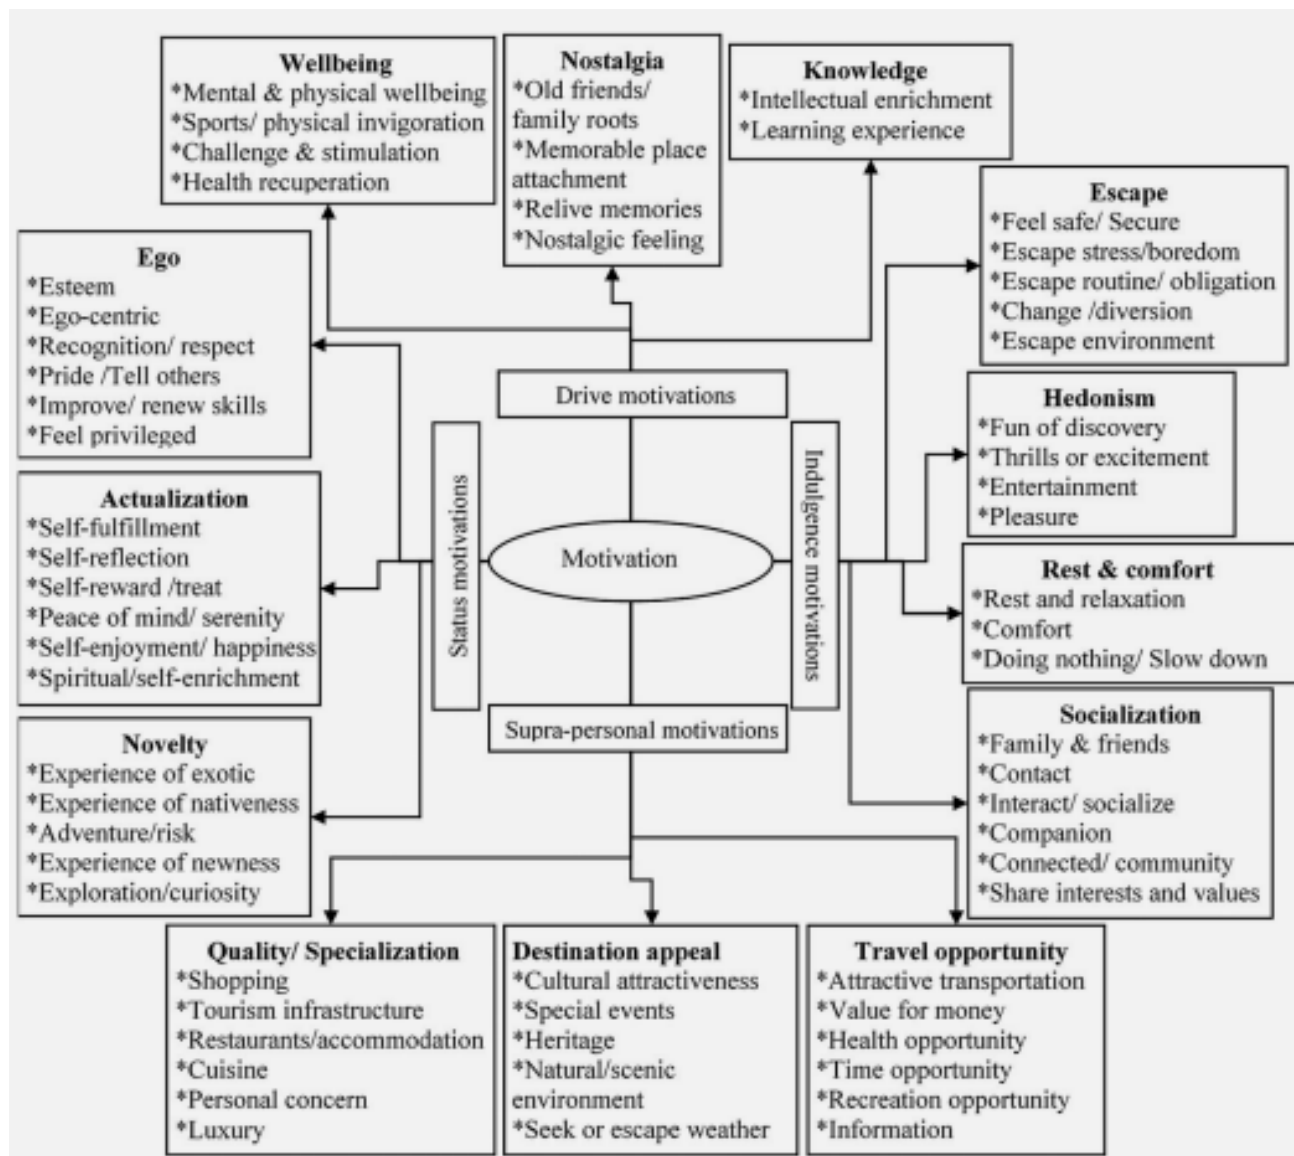 Wellbeing
*Mental & physical wellbeing
*Sports/ physical invigoration
*Challenge & stimulation
*Health recuperation
Nostalgia
*Old friends/
family roots
*Memorable place
attachment
*Relive memories
*Nostalgic feeling
Knowledge
*Intellectual enrichment
*Learning experience
Escape
*Feel safe/ Secure
*Escape stress/boredom
*Escape routine/ obligation
*Change /diversion
*Escape environment
Ego
*Esteem
*Ego-centric
*Recognition/ respect
*Pride /Tell others
*Improve/ renew skills
*Feel privileged
Drive motivations
Hedonism
*Fun of discovery
*Thrills or excitement
*Entertainment
*Pleasure
Actualization
*Self-fulfillment
*Self-reflection
*Self-reward /treat
*Peace of mind/ serenity
*Self-enjoyment/ happiness
*Spiritual/self-enrichment
Status motivations
Motivation
Indulgence motivations
Rest & comfort
*Rest and relaxation
*Comfort
*Doing nothing/ Slow down
Supra-personal motivations
Socialization
*Family & friends
*Contact
*Interact/ socialize
*Companion
*Connected/ community
*Share interests and values
Novelty
*Experience of exotic
*Experience of nativeness
*Adventure/risk
*Experience of newness
*Exploration/curiosity
Quality/ Specialization
*Shopping
*Tourism infrastructure
*Restaurants/accommodation
*Cuisine
*Personal concern
*Luxury
Destination appeal
*Cultural attractiveness
*Special events
*Heritage
*Natural/scenic
environment
*Seek or escape weather
Travel opportunity
*Attractive transportation
*Value for money
*Health opportunity
*Time opportunity
*Recreation opportunity
*Information